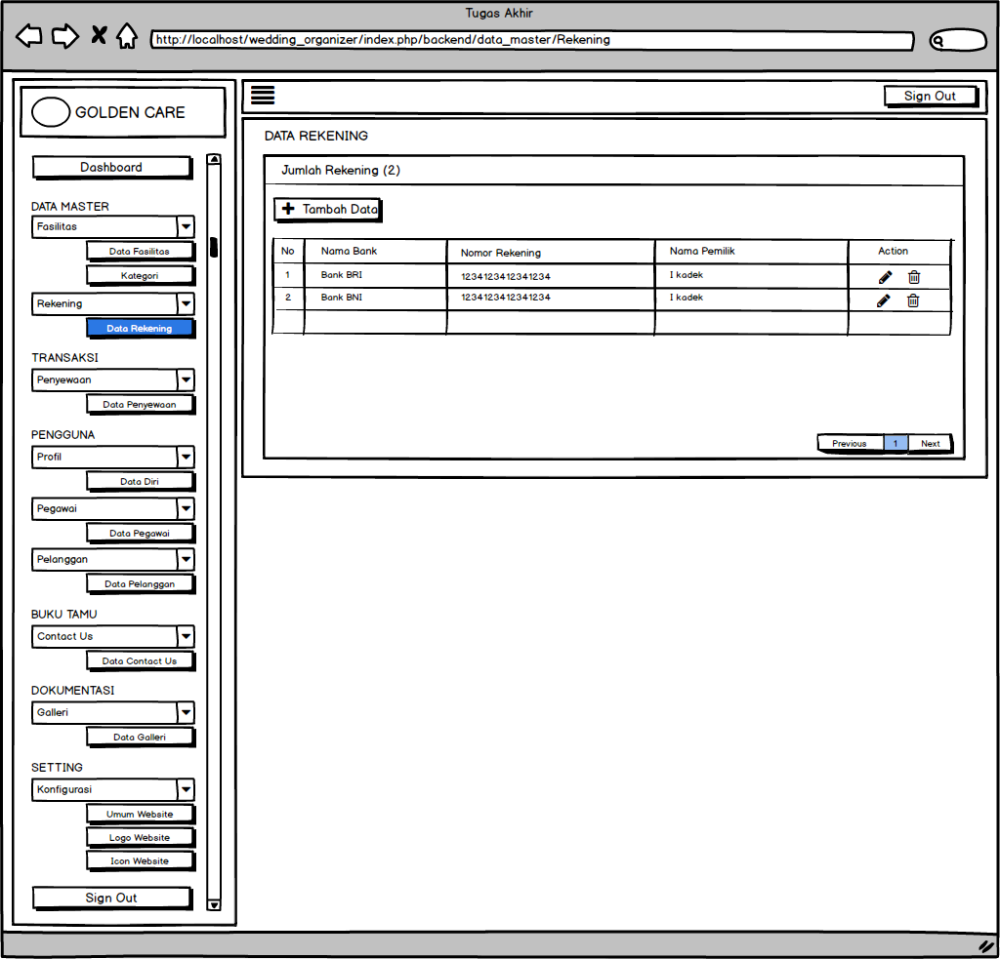 Tugas Akhir
http://localhost/wedding_organizer/index.php/backend/data_master/Rekening
GOLDEN CARE
Dashboard
DATA MASTER
Fasilitas
Data Fasilitas
Kategori
Rekening
Data Rekening
TRANSAKSI
Penyewaan
Data Penyewaan
PENGGUNA
Profil
Data Diri
Pegawai
Data Pegawai
Pelanggan
Data Pelanggan
BUKU TAMU
Contact Us
Data Contact Us
DOKUMENTASI
Galleri
Data Galleri
SETTING
Konfigurasi
Umum Website
Logo Website
Icon Website
Sign Out
Sign Out
DATA REKENING
Jumlah Rekening (2)
Tambah Data
No Nama Bank Nomor Rekening Nama Pemilik Action
1 Bank BRI 1234123412341234 I kadek
2 Bank BNI 1234123412341234 I kadek
Previous 1 Next